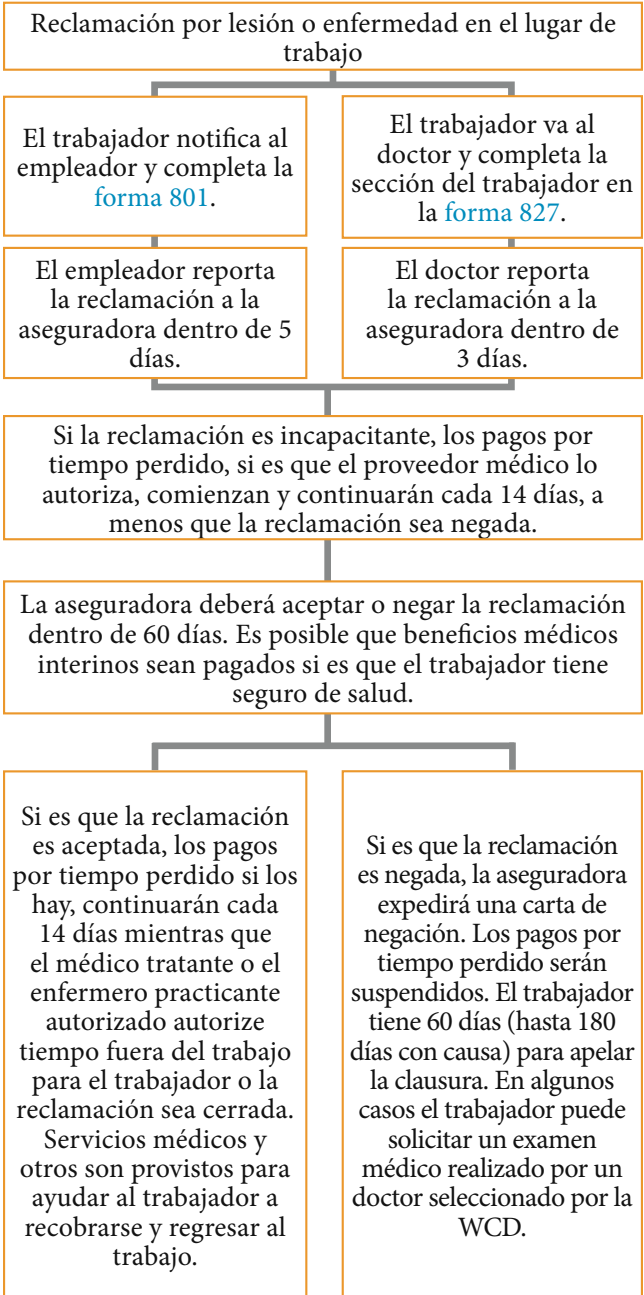 Reclamación por lesión o enfermedad en el lugar de
trabajo
El trabajador notifica al
empleador y completa la
forma 801.
El trabajador va al
doctor y completa la
sección del trabajador en
la forma 827.
El empleador reporta
la reclamación a la
aseguradora dentro de 5
días.
El doctor reporta
la reclamación a la
aseguradora dentro de
3 días.
Si la reclamación es incapacitante, los pagos por
tiempo perdido, si es que el proveedor médico lo
autoriza, comienzan y continuarán cada 14 días, a
menos que la reclamación sea negada.
La aseguradora deberá aceptar o negar la reclamación
dentro de 60 días. Es posible que beneficios médicos
interinos sean pagados si es que el trabajador tiene
seguro de salud.
Si es que la reclamación
es aceptada, los pagos
por tiempo perdido si los
hay, continuarán cada
14 días mientras que
el médico tratante o el
enfermero practicante
autorizado autorize
tiempo fuera del trabajo
para el trabajador o la
reclamación sea cerrada.
Servicios médicos y
otros son provistos para
ayudar al trabajador a
recobrarse y regresar al
trabajo.
Si es que la reclamación
es negada, la aseguradora
expedirá una carta de
negación. Los pagos por
tiempo perdido serán
suspendidos. El trabajador
tiene 60 días (hasta 180
días con causa) para apelar
la clausura. En algunos
casos el trabajador puede
solicitar un examen
médico realizado por un
doctor seleccionado por la
WCD.